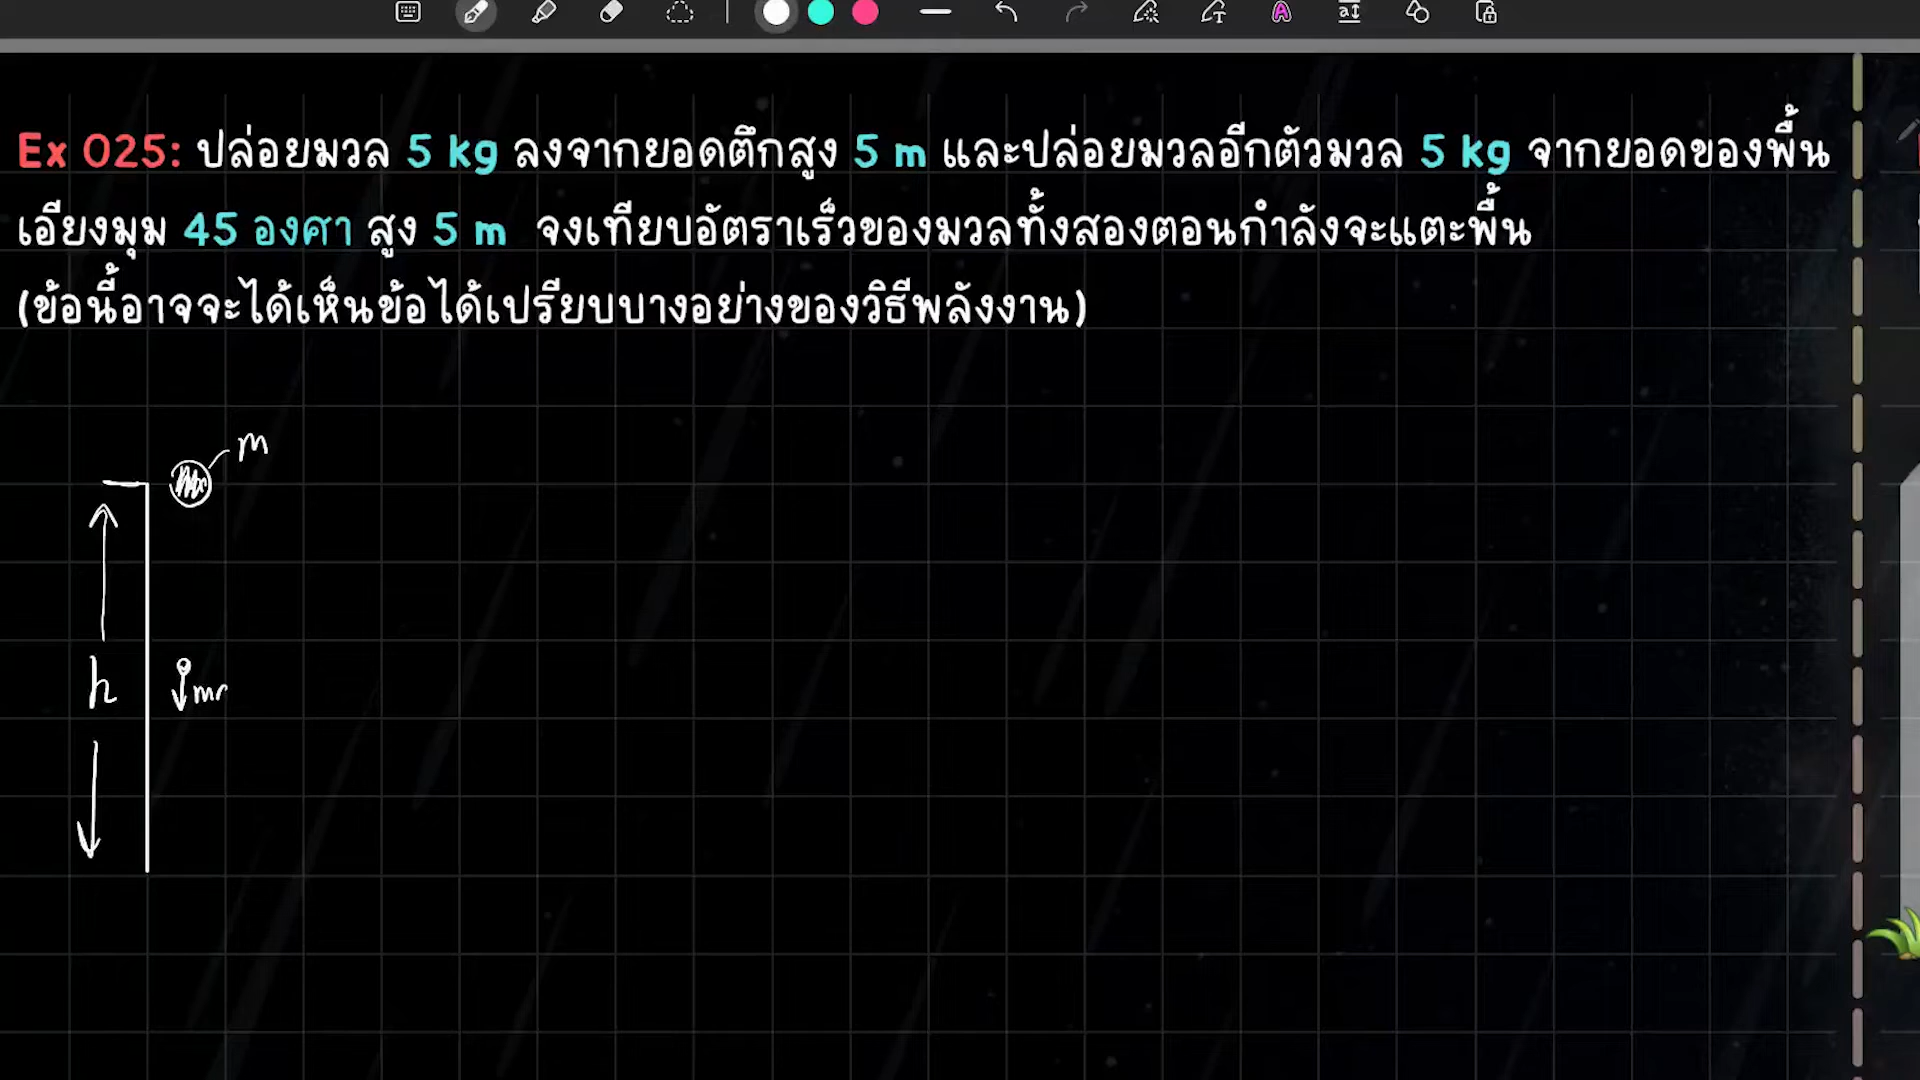 Ex 025: ปล่อยมวล 5 kg ลงจากยอดตึกสูง 5 m และปล่อยมวลอีกตัวมวล 5 kg จากยอดของพื้น
เอียงมุม 45 องศา สูง 5 m จงเทียบอัตราเร็วของมวลทั้งสองตอนกำลังจะแตะพื้น
(ข้อนี้อาจจะได้เห็นข้อได้เปรียบบางอย่างของวิธีพลังงาน)
m
h